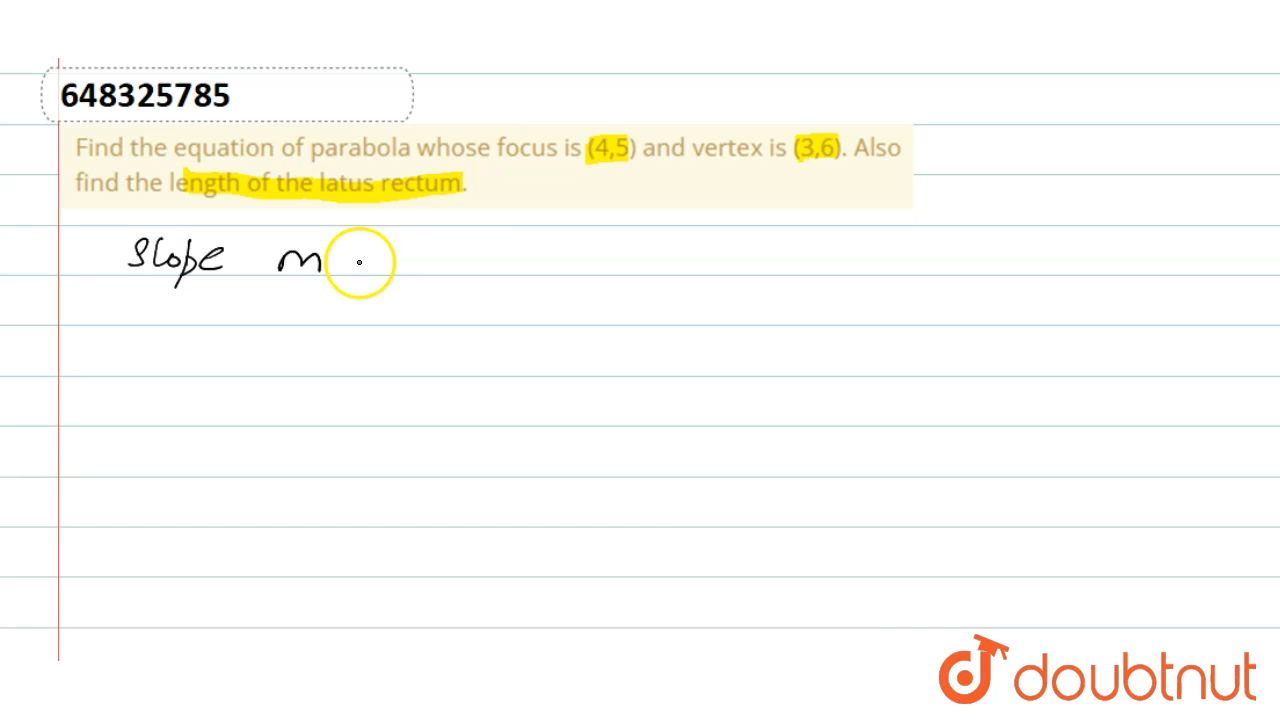 648325785
Find the equation of parabola whose focus is (4,5) and vertex is (3,6). Also
find the length of the latus rectum.
Slope m
doubtnut